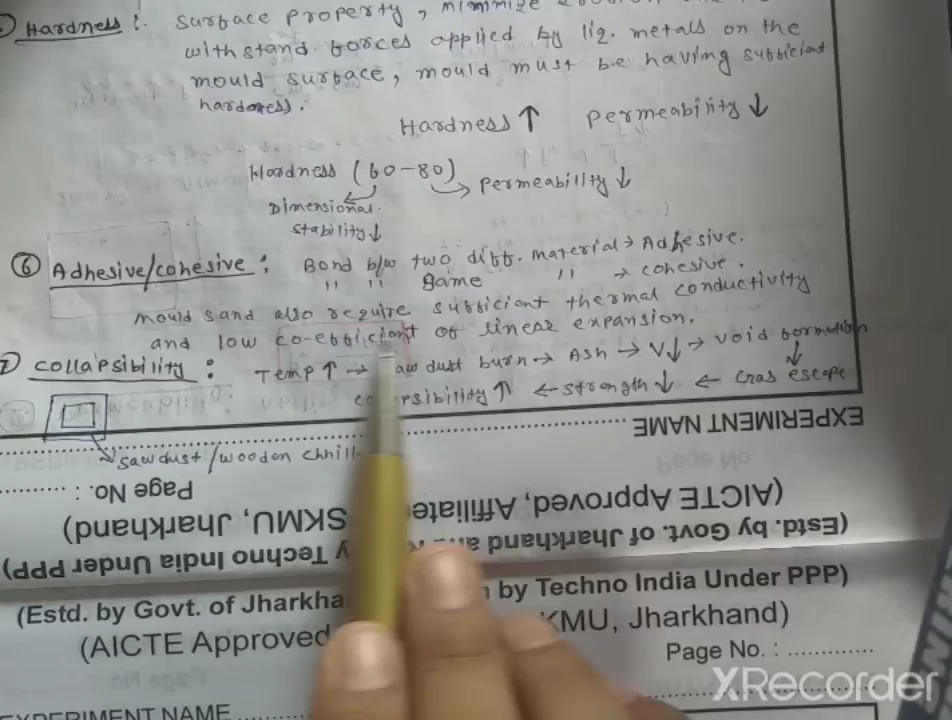 Hardness : surface property, minimize
withstand forces applied by liq. metals on the
mould surface, mould must be having sufficient
hardness.
Hardness ↑ permeability ↓
Hardness (60-80) → permeability ↓
Dimensional
stability ↓
⑥ Adhesive/cohesive : Bond b/w two diff. material → Adhesive.
" " same " → cohesive.
mould sand also require sufficient thermal conductivity
and low co-efficient of linear expansion.
collapsibility : Temp ↑ → saw dust burn → Ash → V↓ → void formation
↑ ← strength ↓ ← Gas escape
sawdust/wooden
EXPERIMENT NAME
Page No. :
(AICTE Approved, Affiliated SKMU, Jharkhand)
(Estd. by Govt. of Jharkhand and by Techno India Under PPP)
(Estd. by Govt. of Jharkha by Techno India Under PPP)
(AICTE Approved KMU, Jharkhand)
Page No. :
EXPERIMENT NAME
XRecorder